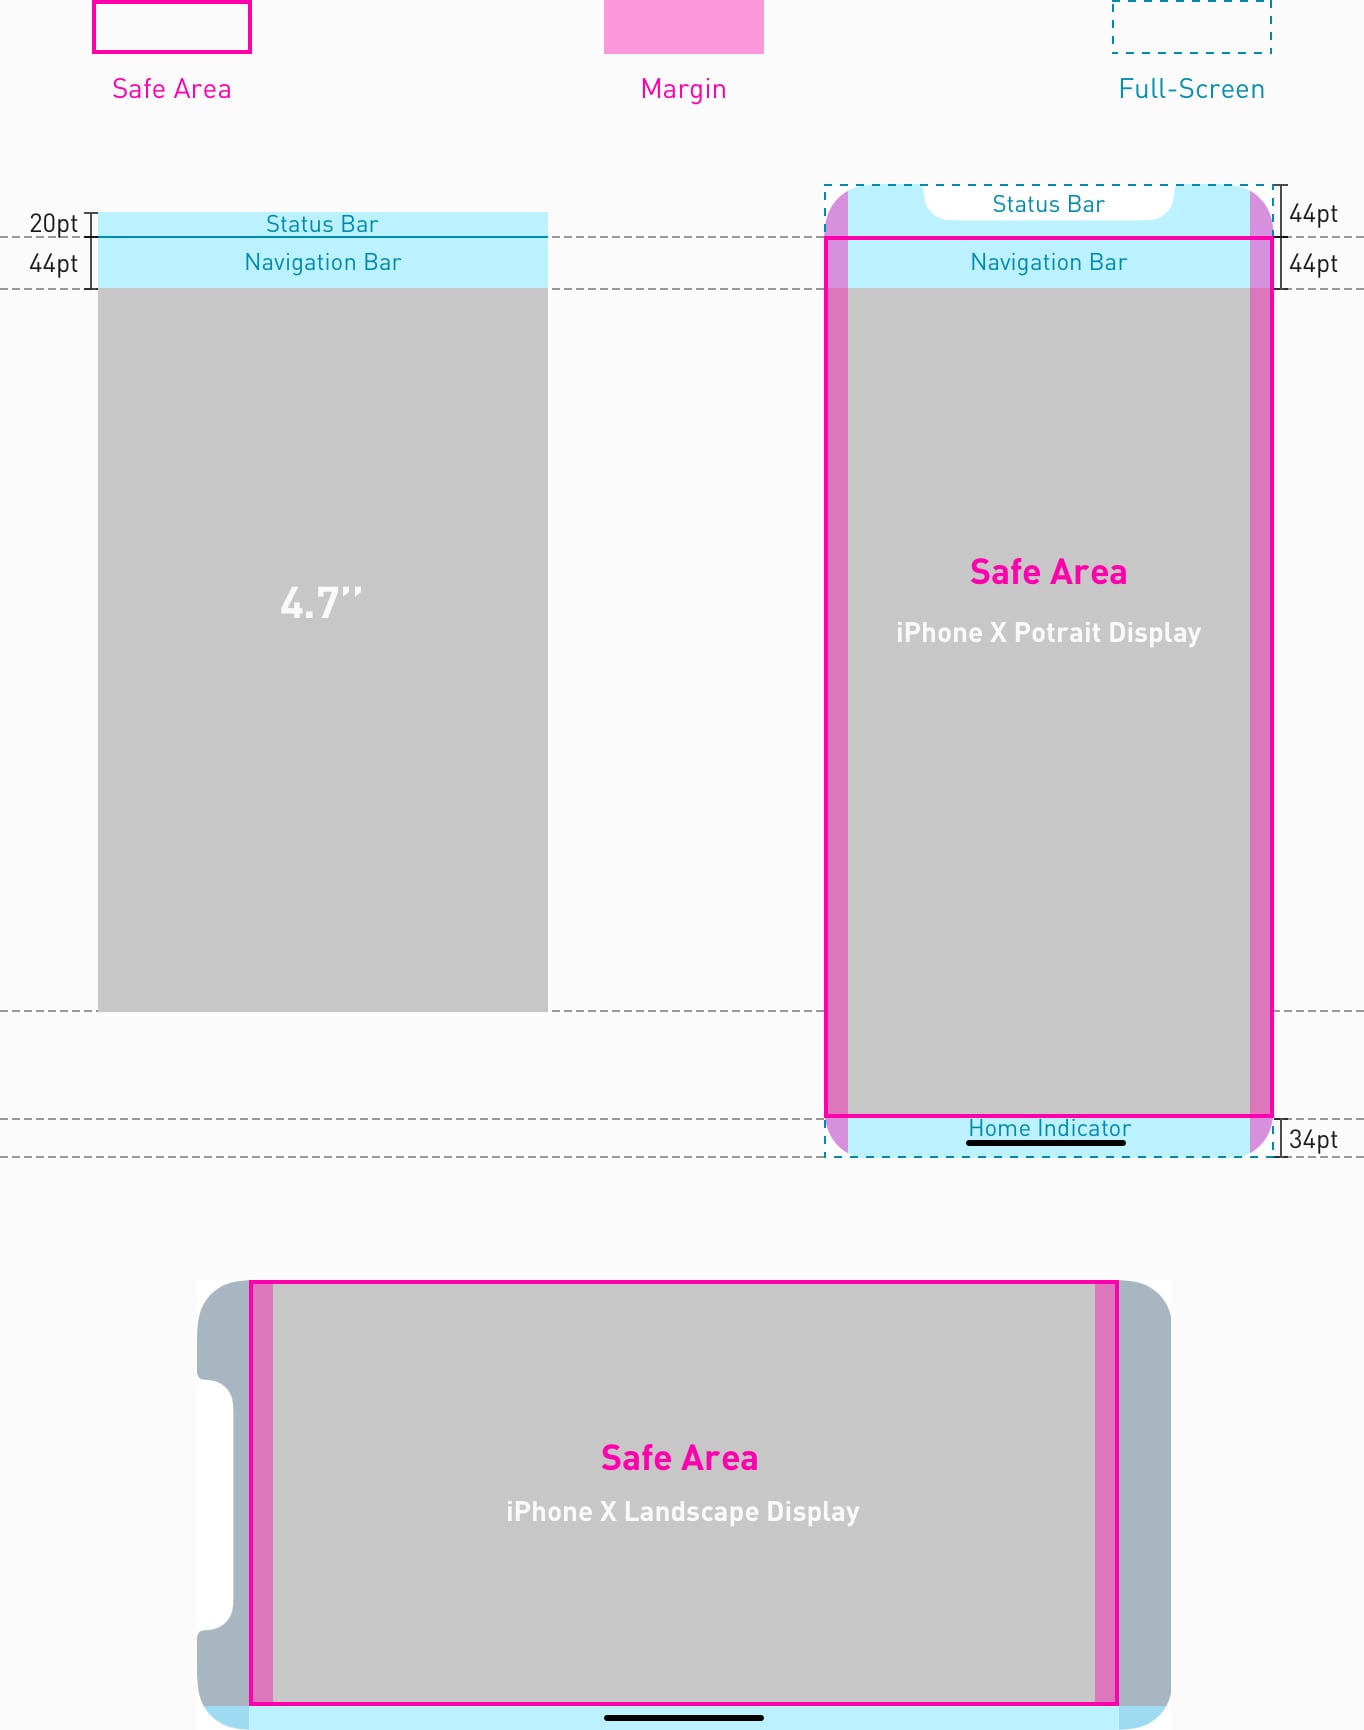 Safe Area
Margin
Full-Screen
20pt
Status Bar
Status Bar
44pt
44pt
Navigation Bar
Navigation Bar
44pt
4.7’’
Safe Area
iPhone X Potrait Display
Home Indicator
34pt
Safe Area
iPhone X Landscape Display